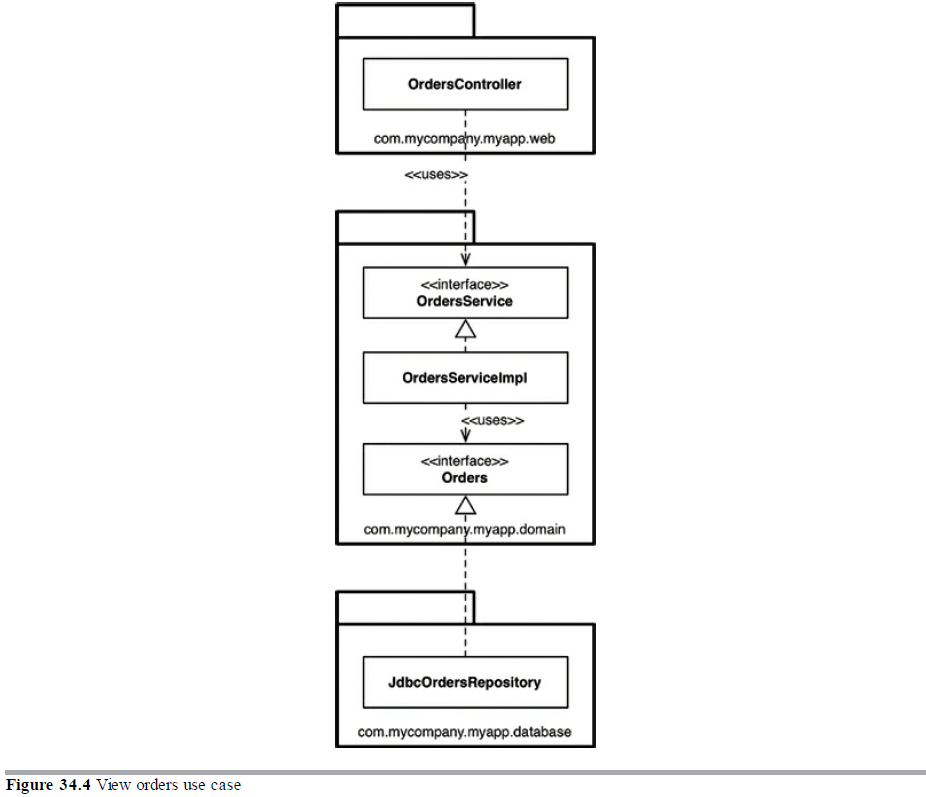 OrdersController
com.mycompany.myapp.web
<<uses>>
<<interface>>
OrdersService
OrdersServiceImpl
<<uses>>
<<interface>>
Orders
com.mycompany.myapp.domain
JdbcOrdersRepository
com.mycompany.myapp.database
Figure 34.4 View orders use case